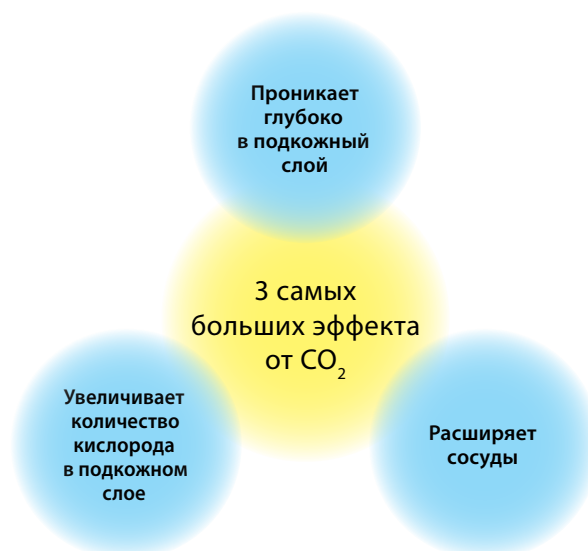 Проникает
глубоко
в подкожный
слой
3 самых
больших эффекта
от CO₂
Увеличивает
количество
кислорода
в подкожном
слое
Расширяет
сосуды